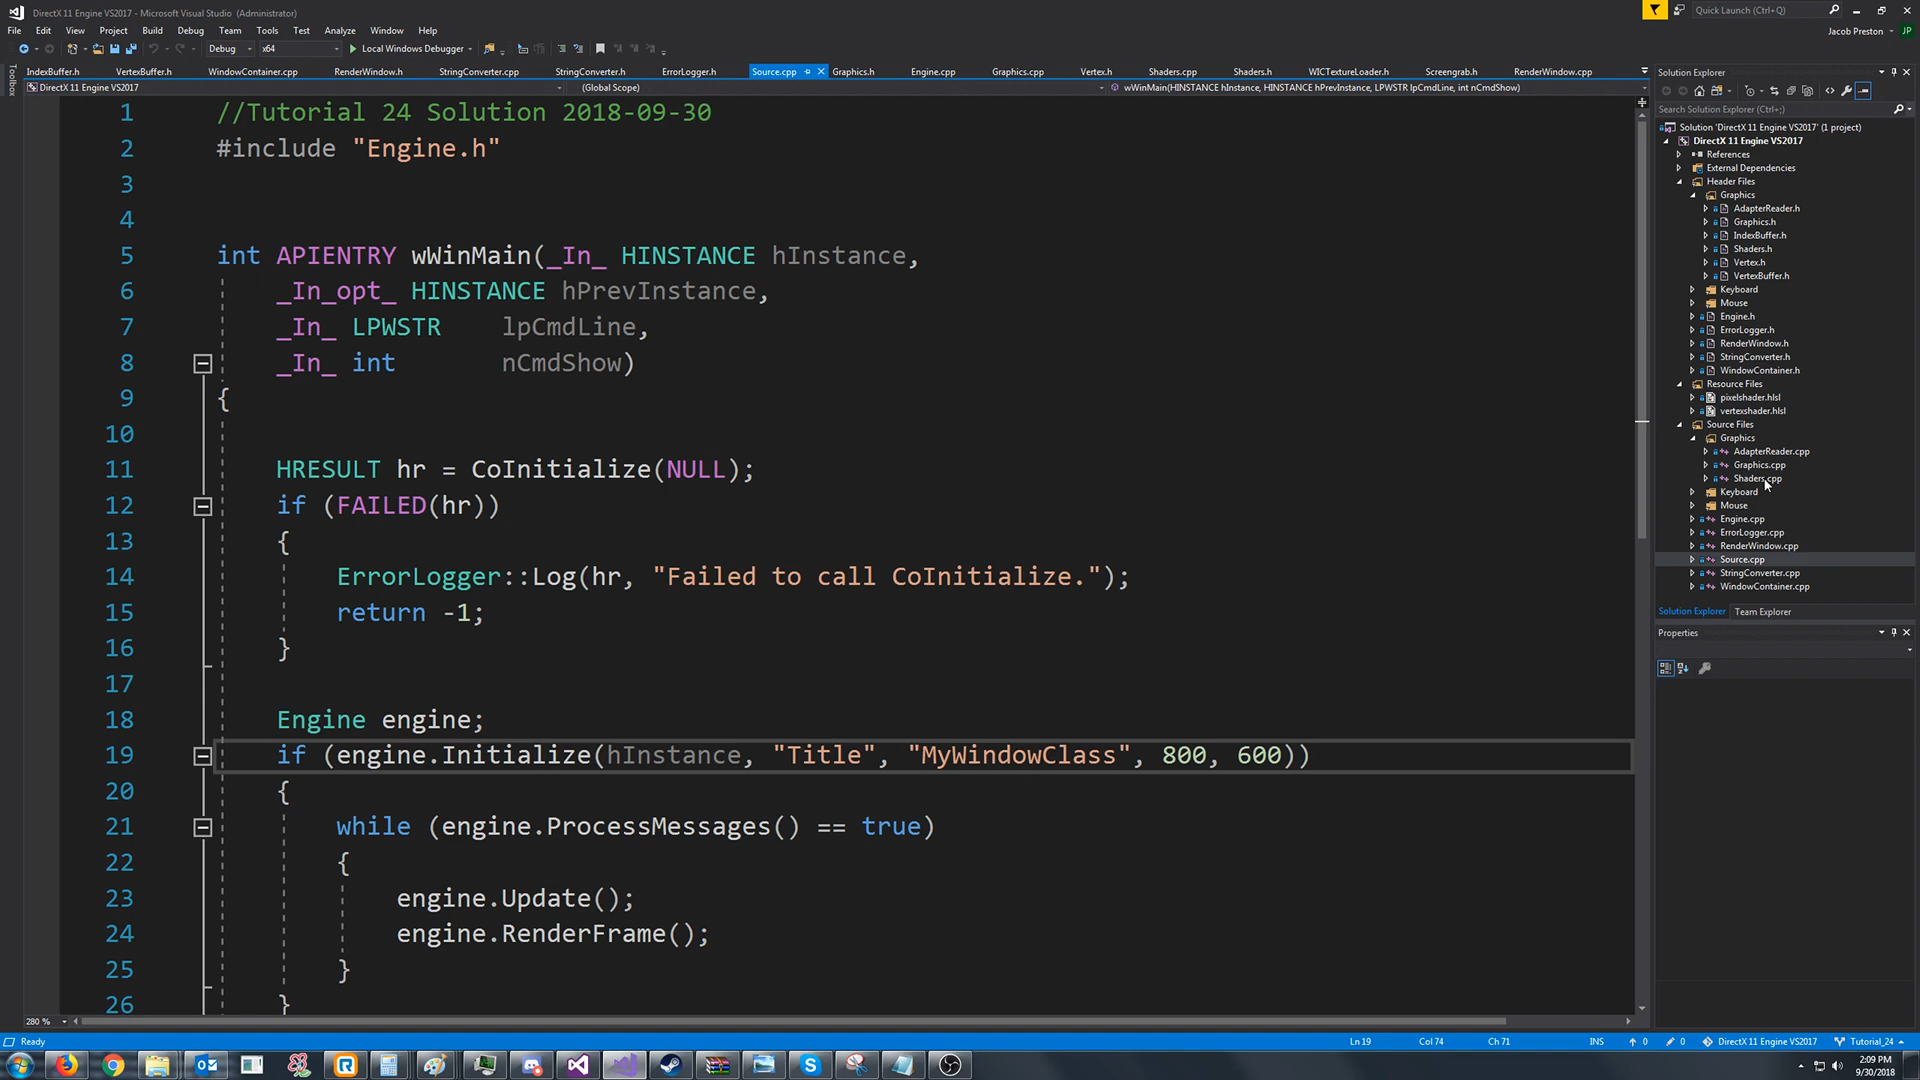 DirectX 11 Engine VS2017 - Microsoft Visual Studio (Administrator)
Quick Launch (Ctrl+Q)
File Edit View Project Build Debug Team Tools Test Analyze Window Help
Jacob Preston
JP
Debug x64 Local Windows Debugger
Toolbox
IndexBuffer.h VertexBuffer.h WindowContainer.cpp RenderWindow.h StringConverter.cpp StringConverter.h ErrorLogger.h Source.cpp Graphics.h Engine.cpp Graphics.cpp Vertex.h Shaders.cpp Shaders.h WICTextureLoader.h Screengrab.h RenderWindow.cpp
DirectX 11 Engine VS2017 (Global Scope) wWinMain(HINSTANCE hInstance, HINSTANCE hPrevInstance, LPWSTR lpCmdLine, int nCmdShow)
1 //Tutorial 24 Solution 2018-09-30
2 #include "Engine.h"
3
4
5 int APIENTRY wWinMain(_In_ HINSTANCE hInstance,
6 _In_opt_ HINSTANCE hPrevInstance,
7 _In_ LPWSTR lpCmdLine,
8 _In_ int nCmdShow)
9 {
10
11 HRESULT hr = CoInitialize(NULL);
12 if (FAILED(hr))
13 {
14 ErrorLogger::Log(hr, "Failed to call CoInitialize.");
15 return -1;
16 }
17
18 Engine engine;
19 if (engine.Initialize(hInstance, "Title", "MyWindowClass", 800, 600))
20 {
21 while (engine.ProcessMessages() == true)
22 {
23 engine.Update();
24 engine.RenderFrame();
25 }
26 }
280 %
Solution Explorer
Search Solution Explorer (Ctrl+;)
Solution 'DirectX 11 Engine VS2017' (1 project)
DirectX 11 Engine VS2017
References
External Dependencies
Header Files
Graphics
AdapterReader.h
Graphics.h
IndexBuffer.h
Shaders.h
Vertex.h
VertexBuffer.h
Keyboard
Mouse
Engine.h
ErrorLogger.h
RenderWindow.h
StringConverter.h
WindowContainer.h
Resource Files
pixelshader.hlsl
vertexshader.hlsl
Source Files
Graphics
AdapterReader.cpp
Graphics.cpp
Shaders.cpp
Keyboard
Mouse
Engine.cpp
ErrorLogger.cpp
RenderWindow.cpp
Source.cpp
StringConverter.cpp
WindowContainer.cpp
Solution Explorer Team Explorer
Properties
Ready Ln 19 Col 74 Ch 71 INS 0 0 DirectX 11 Engine VS2017 Tutorial_24
2:09 PM
9/30/2018